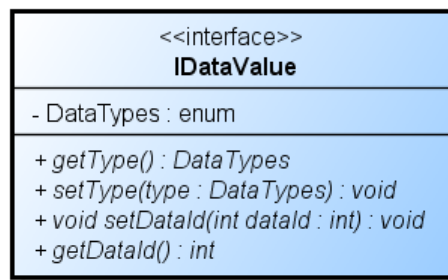 <<interface>>
IDataValue
- DataTypes : enum
+ getType() : DataTypes
+ setType(type : DataTypes) : void
+ void setDataId(int dataId : int) : void
+ getDataId() : int